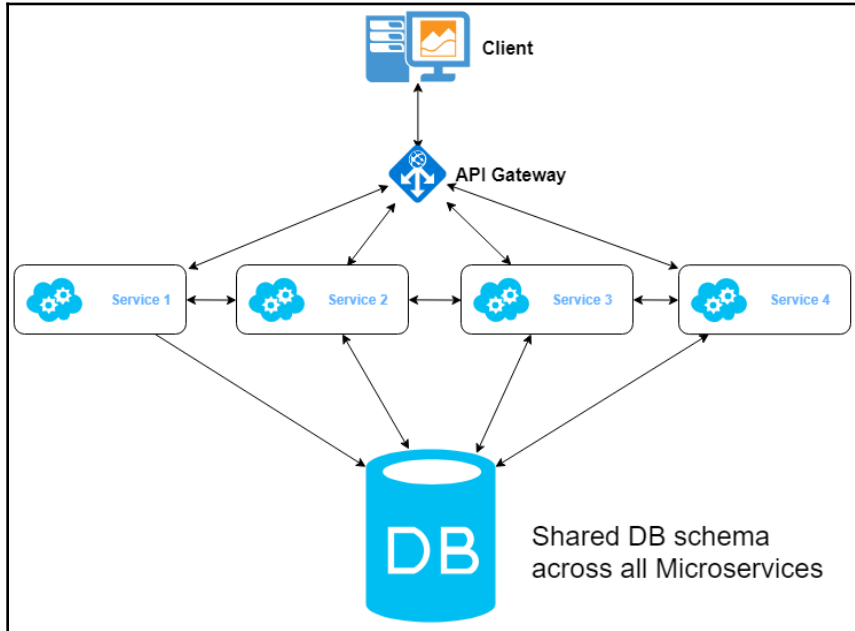 Client
API Gateway
Service 1
Service 2
Service 3
Service 4
DB
Shared DB schema
across all Microservices